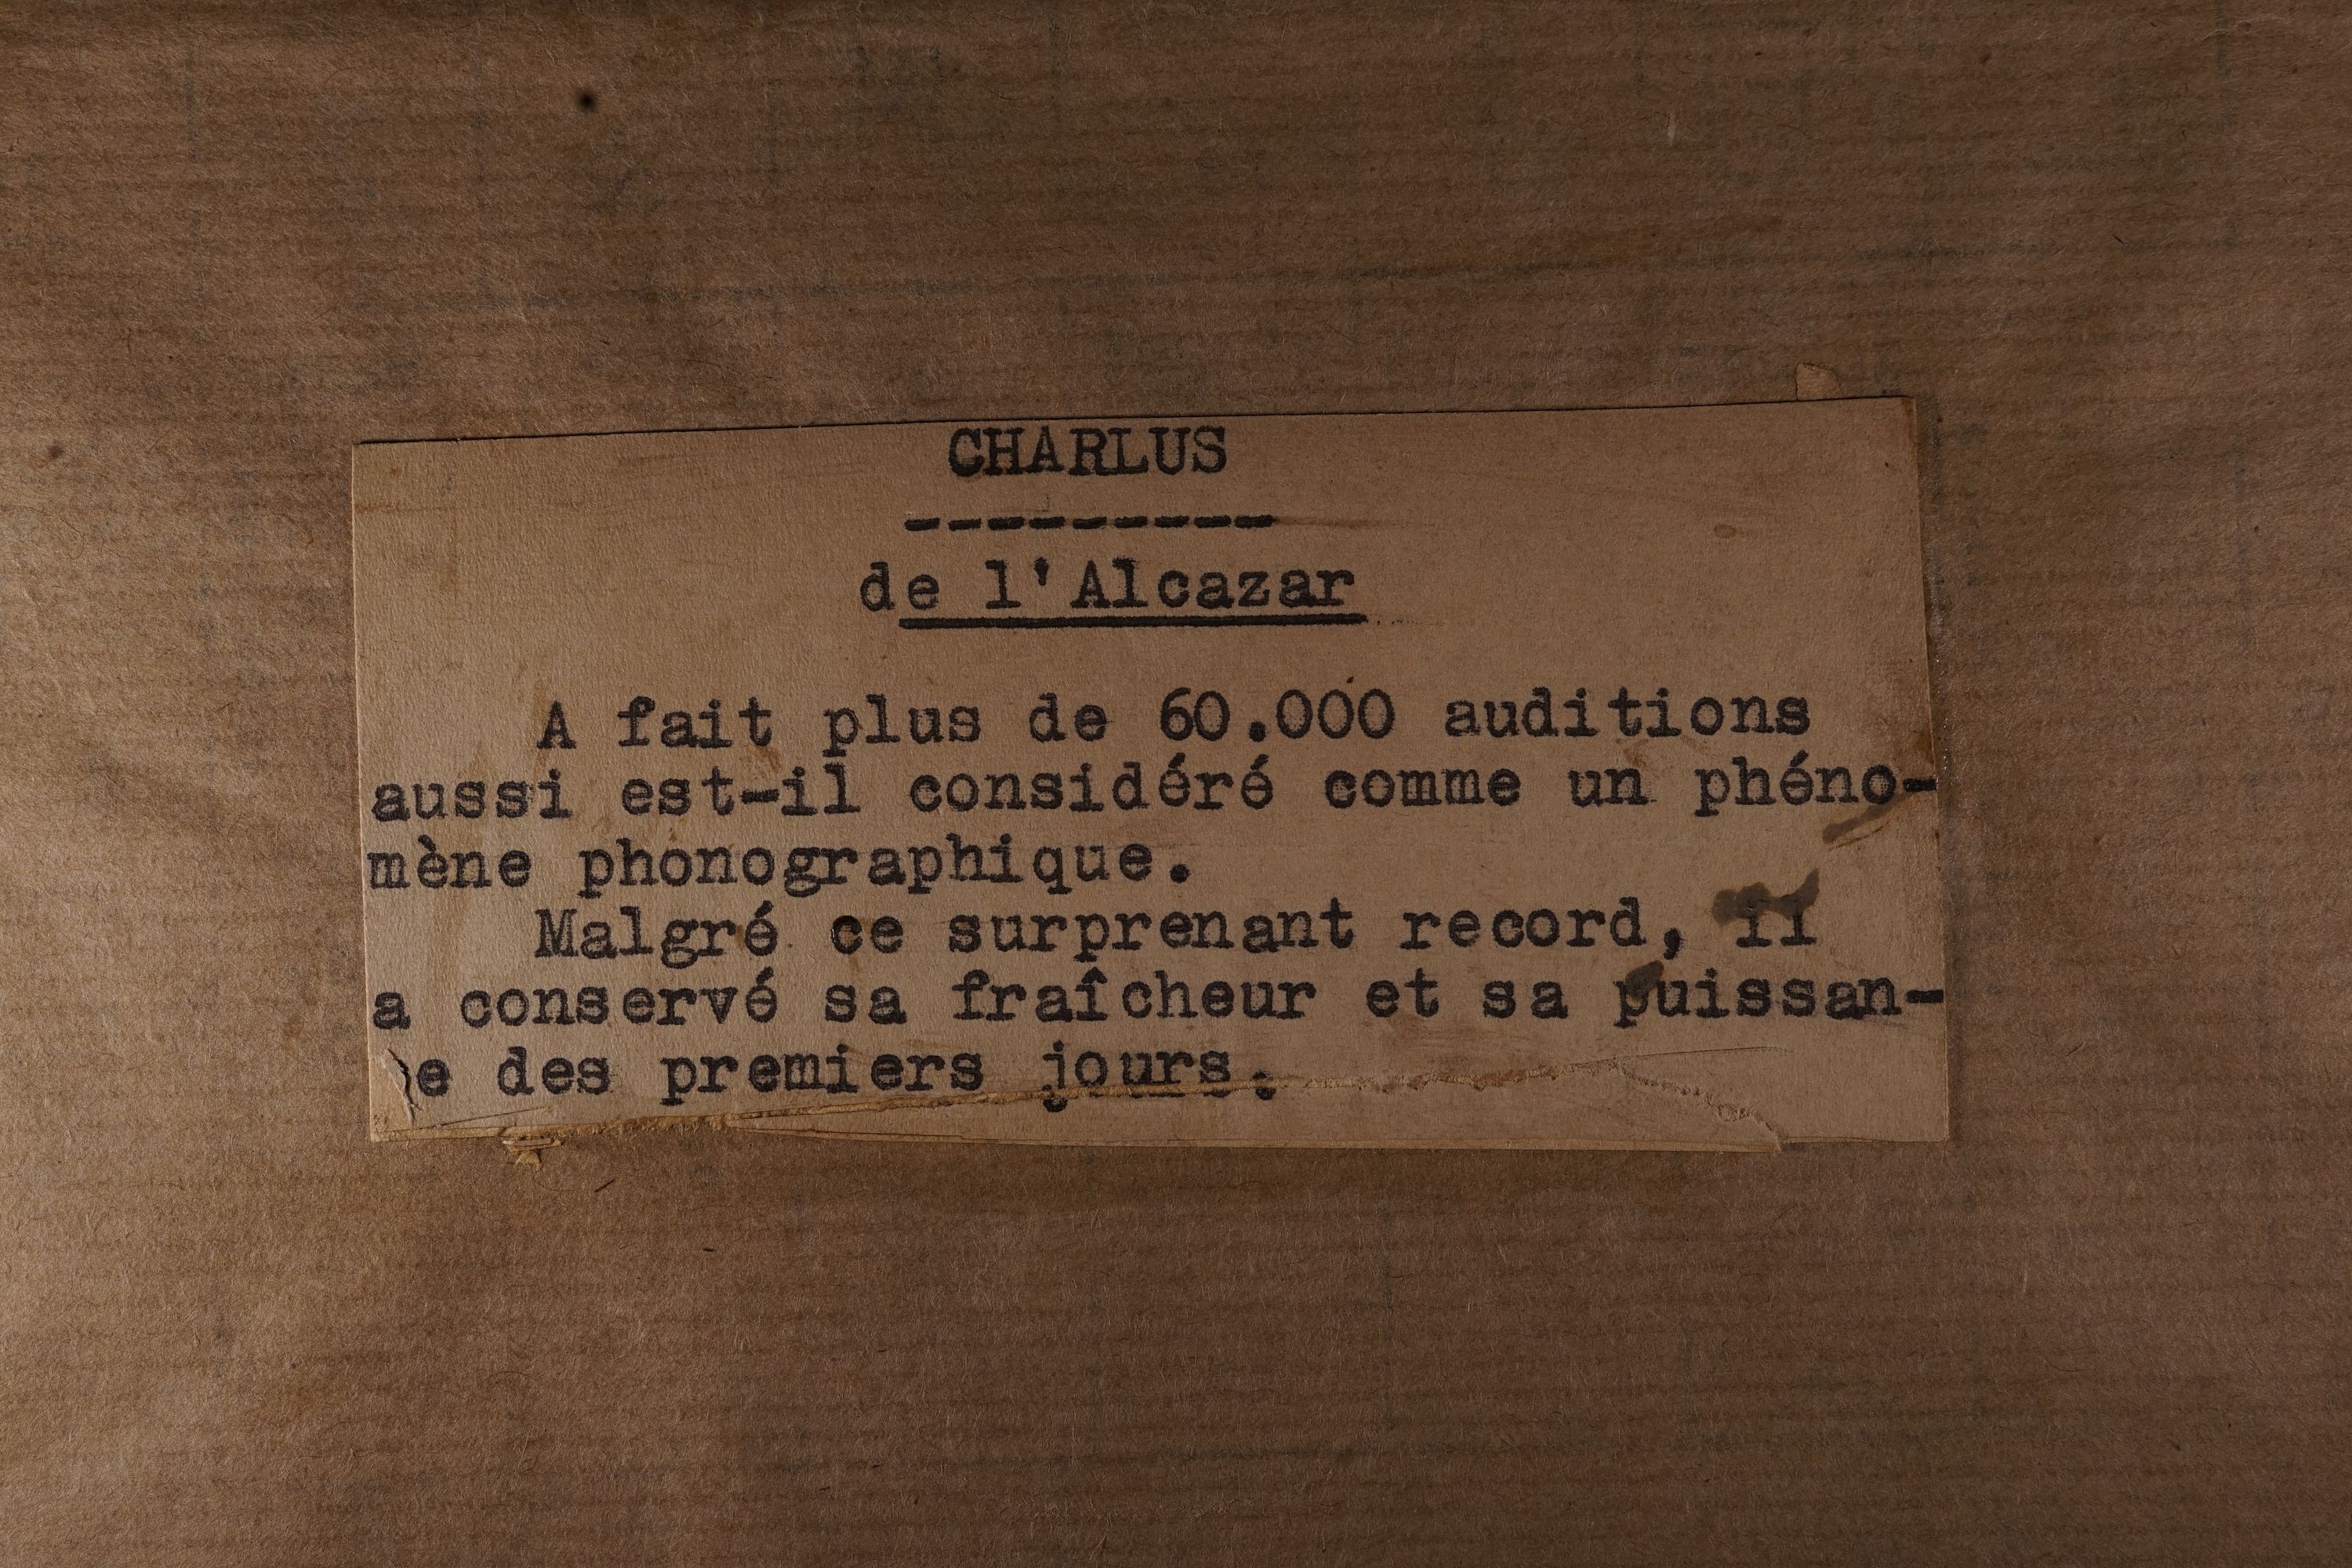 CHARLUS
---------
de l'Alcazar
A fait plus de 60.000 auditions
aussi est-il considéré comme un phéno-
mène phonographique.
Malgré ce surprenant record, il
a conservé sa fraîcheur et sa puissan-
ce des premiers jours.